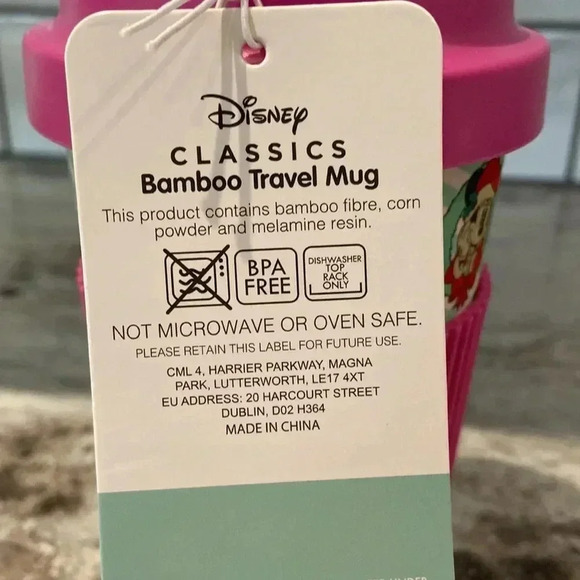 Disney
CLASSICS
Bamboo Travel Mug
This product contains bamboo fibre, corn
powder and melamine resin.
BPA
FREE
DISHWASHER
TOP
RACK
ONLY
NOT MICROWAVE OR OVEN SAFE.
PLEASE RETAIN THIS LABEL FOR FUTURE USE.
CML 4, HARRIER PARKWAY, MAGNA
PARK, LUTTERWORTH, LE17 4XT
EU ADDRESS: 20 HARCOURT STREET
DUBLIN, D02 H364
MADE IN CHINA